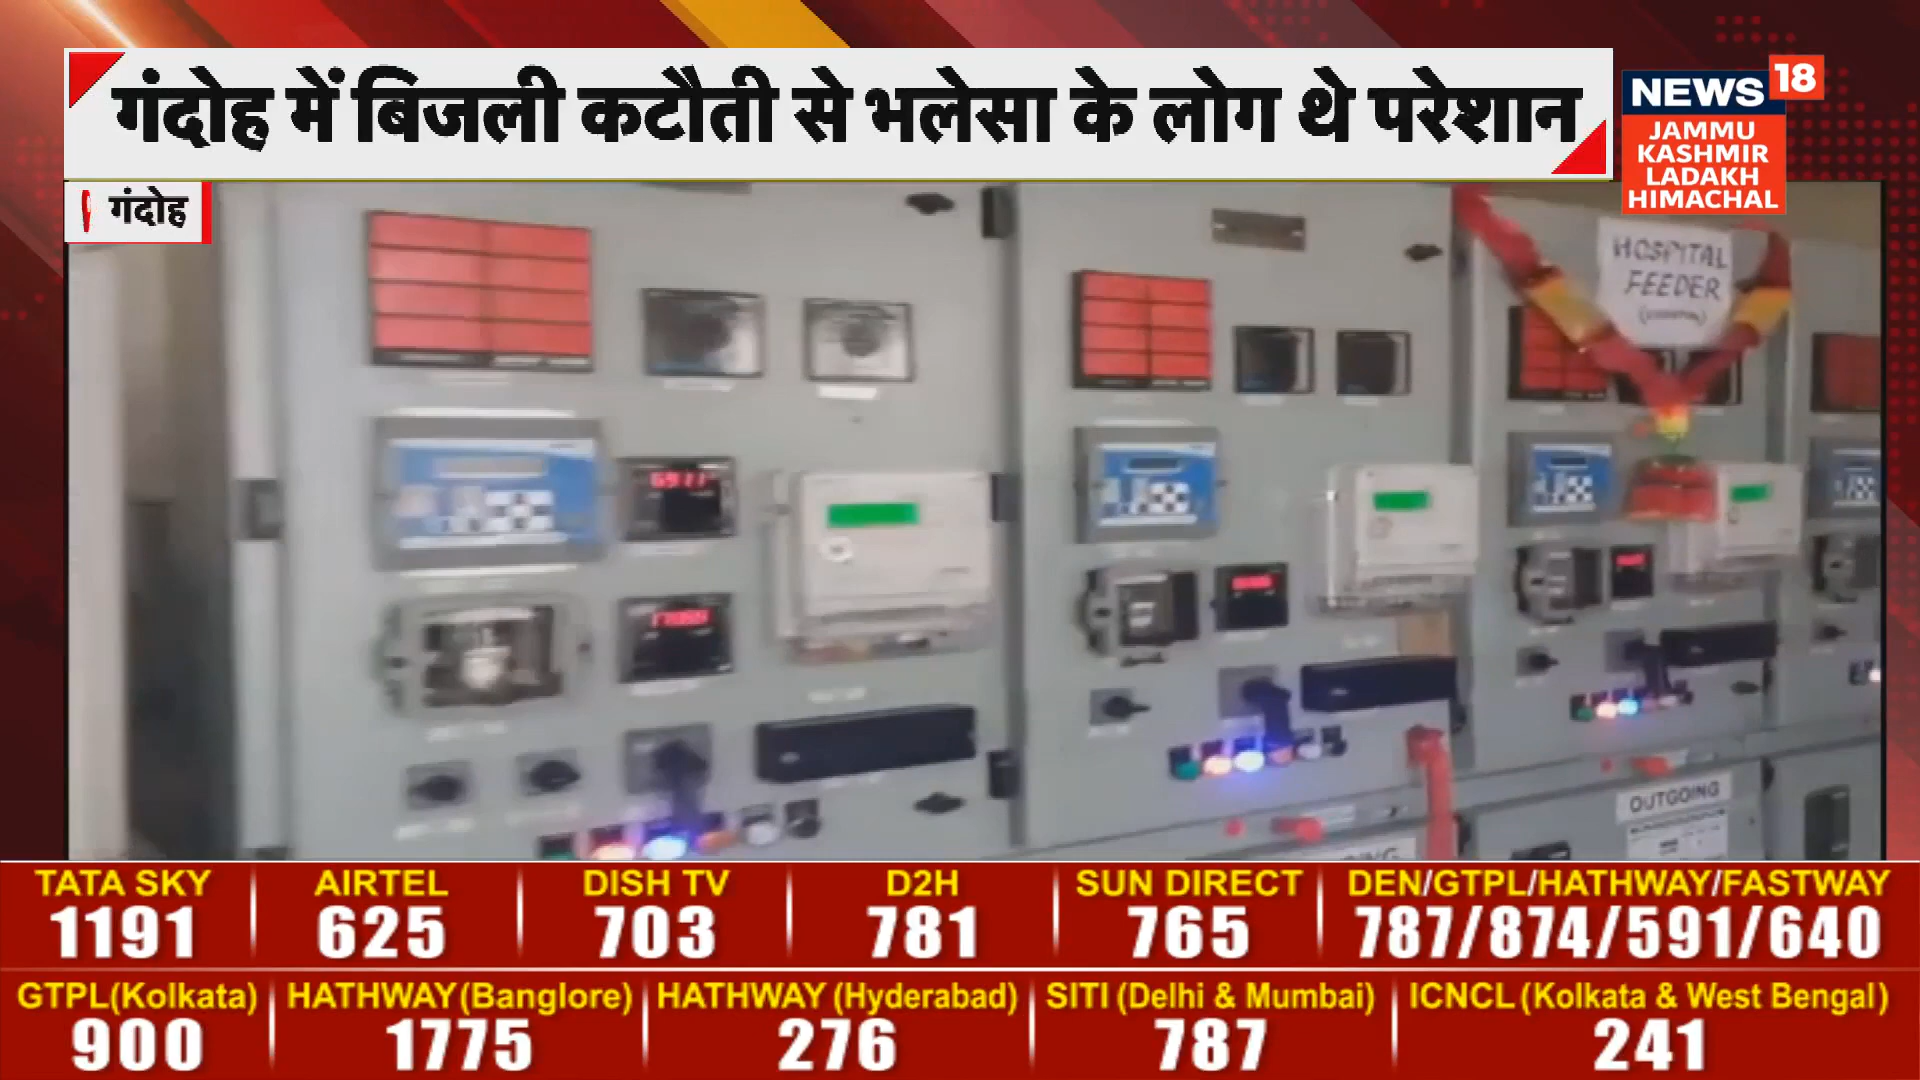 गंदोह में बिजली कटौती से भलेसा के लोग थे परेशान
NEWS 18
JAMMU
KASHMIR
LADAKH
HIMACHAL
गंदोह
HOSPITAL
FEEDER
OUTGOING
TATA SKY
1191
AIRTEL
625
DISH TV
703
D2H
781
SUN DIRECT
765
DEN/GTPL/HATHWAY/FASTWAY
787/874/591/640
GTPL(Kolkata)
900
HATHWAY(Banglore)
1775
HATHWAY (Hyderabad)
276
SITI (Delhi & Mumbai)
787
ICNCL (Kolkata & West Bengal)
241